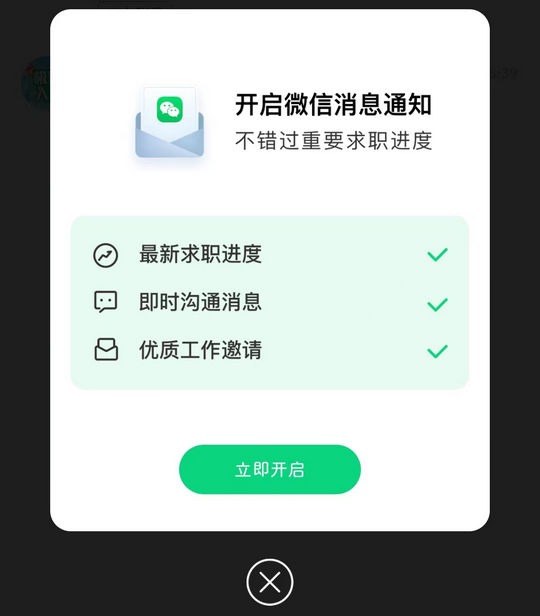 开启微信消息通知
不错过重要求职进度
最新求职进度
即时沟通消息
优质工作邀请
立即开启